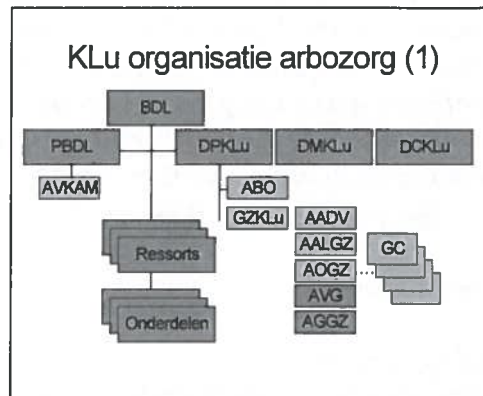 KLu organisatie arbozorg (1)
BDL
PBDL DPKLu DMKLu DCKLu
AVKAM ABO
GZKLu AADV
Ressorts AALGZ GC
AOGZ
Onderdelen AVG
AGGZ